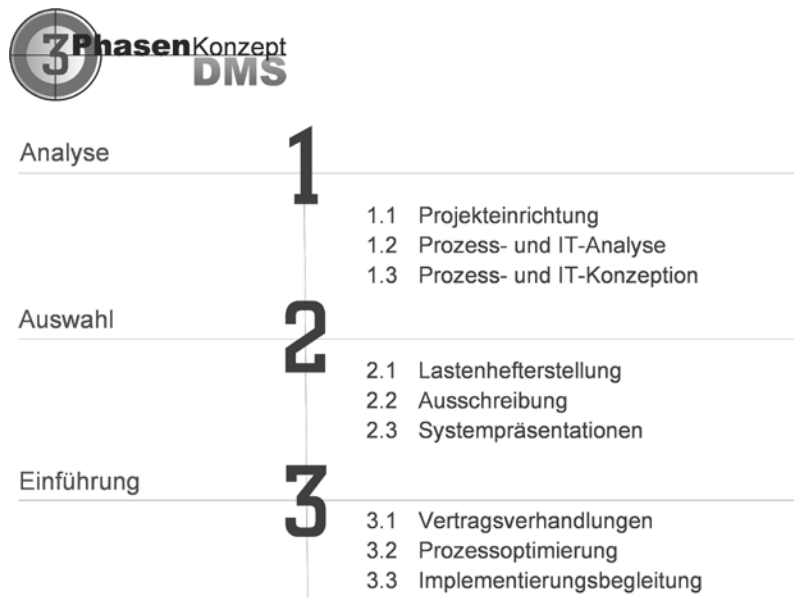 3PhasenKonzept
DMS
Analyse
1
1.1 Projekteinrichtung
1.2 Prozess- und IT-Analyse
1.3 Prozess- und IT-Konzeption
Auswahl
2
2.1 Lastenhefterstellung
2.2 Ausschreibung
2.3 Systempräsentationen
Einführung
3
3.1 Vertragsverhandlungen
3.2 Prozessoptimierung
3.3 Implementierungsbegleitung